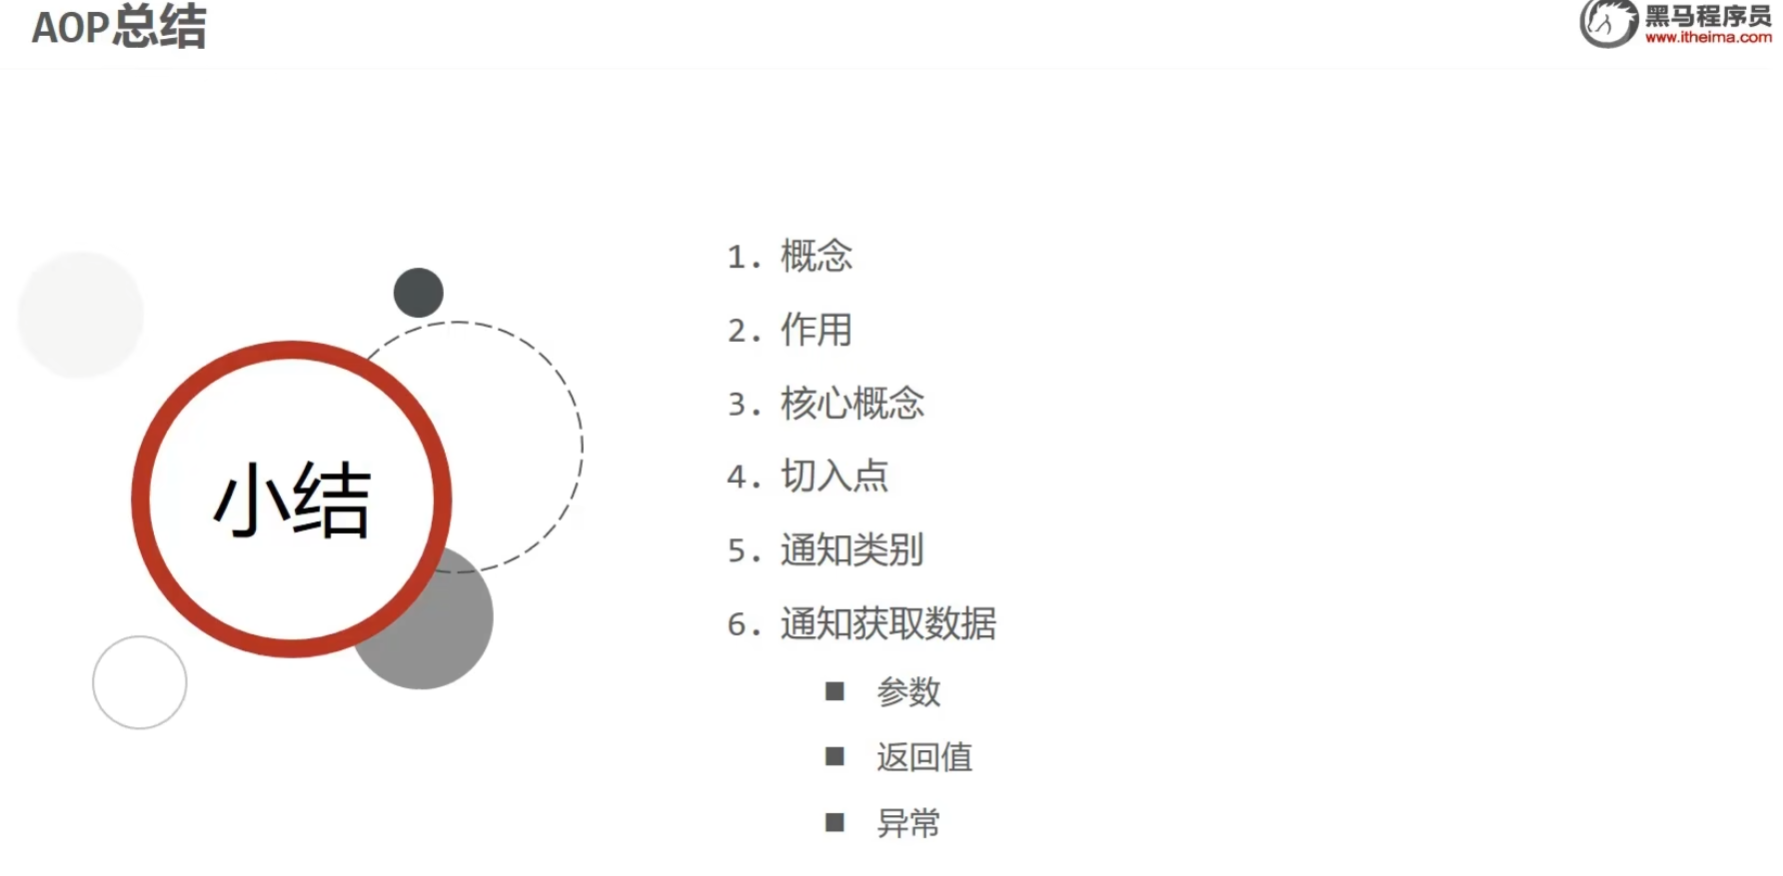 AOP总结
黑马程序员
www.itheima.com
小结
1. 概念
2. 作用
3. 核心概念
4. 切入点
5. 通知类别
6. 通知获取数据
■ 参数
■ 返回值
■ 异常